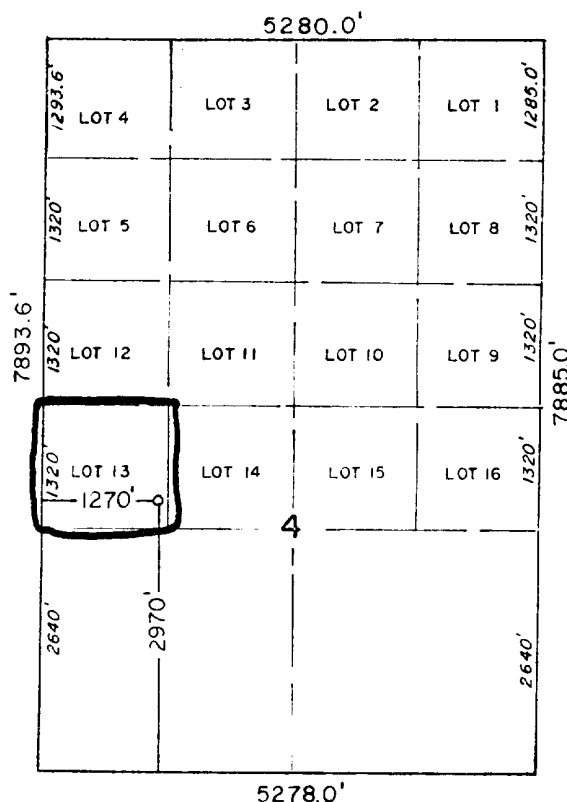 5280.0'
1293.6'
LOT 4
LOT 3
LOT 2
LOT 1
1285.0'
1320'
LOT 5
LOT 6
LOT 7
LOT 8
1320'
7893.6'
1320'
LOT 12
LOT 11
LOT 10
LOT 9
1320'
7885.0'
1320'
LOT 13
LOT 14
LOT 15
LOT 16
1270'
4
2640'
2970'
2640'
5278.0'